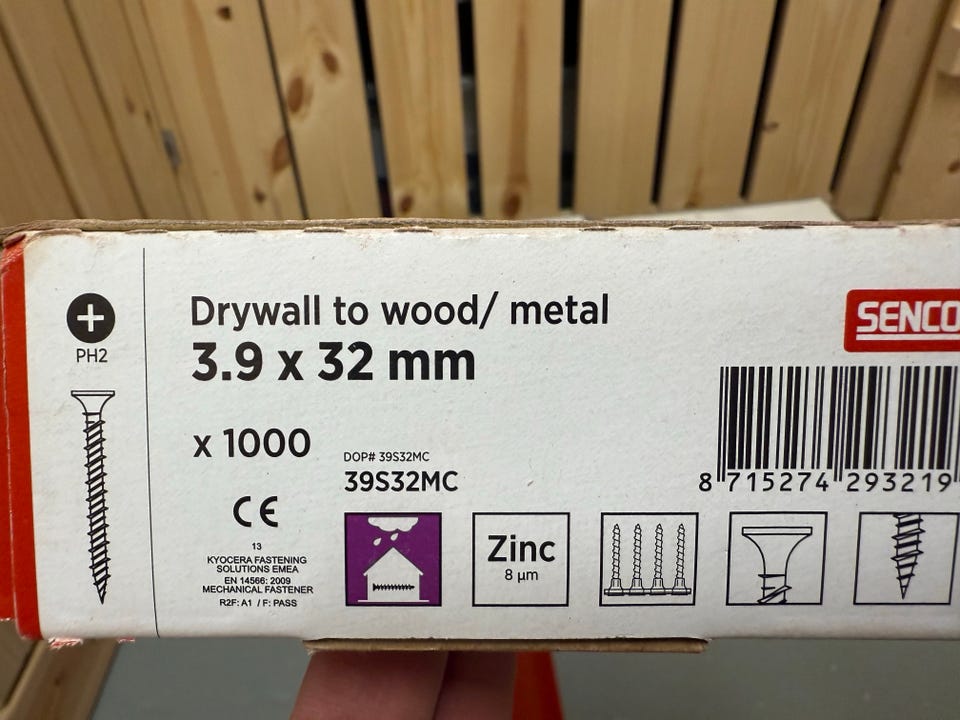 PH2
Drywall to wood/ metal
3.9 x 32 mm
x 1000
DOP# 39S32MC
39S32MC
CE
13
KYOCERA FASTENING
SOLUTIONS EMEA
EN 14566: 2009
MECHANICAL FASTENER
R2F: A1 / F: PASS
Zinc
8 μm
SENCO
8 715274 293219